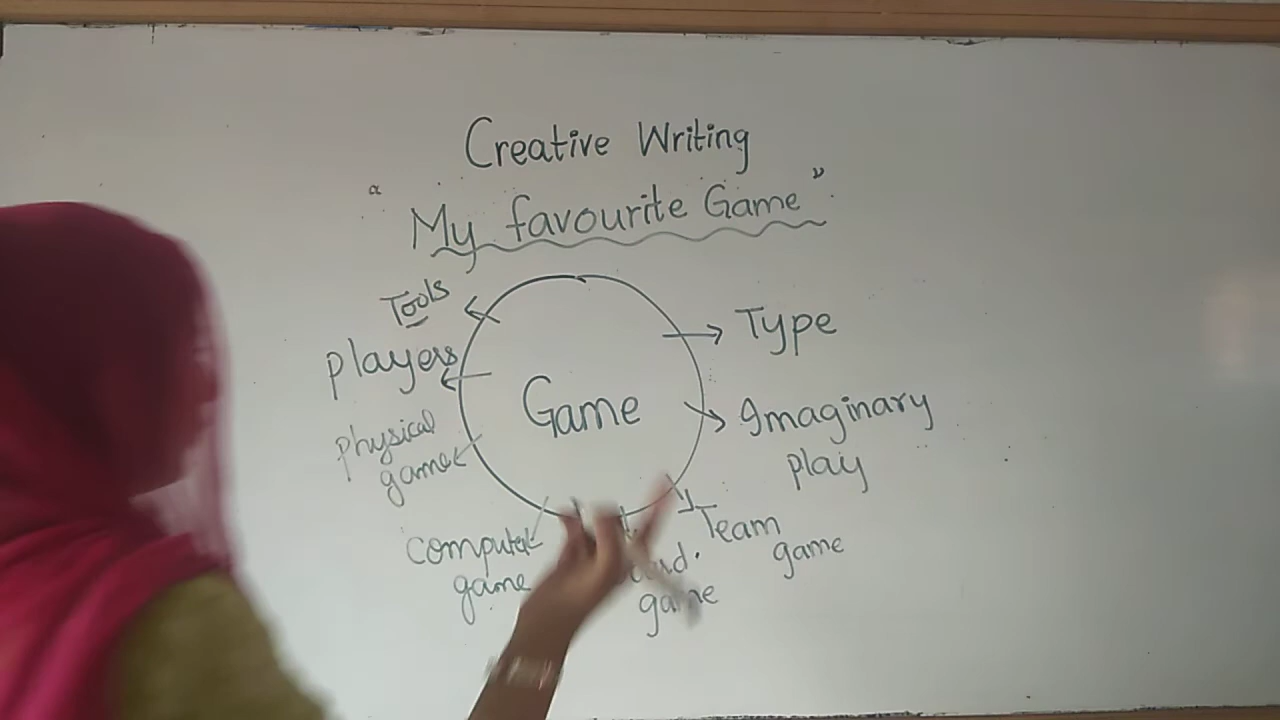 Creative Writing
"My favourite Game"
Tools
Type
players
Game
Imaginary
play
physical
game
Team
game
computer
game
game